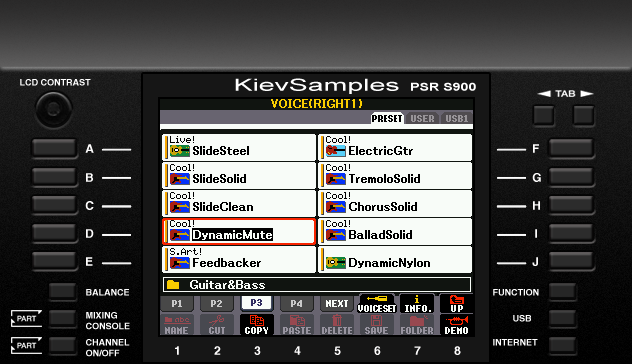 LCD CONTRAST
KievSamples PSR S900
VOICE(RIGHT1)
PRESET USER USB1
TAB
A Live! SlideSteel Cool! ElectricGtr F
B Cool! SlideSolid Cool! TremoloSolid G
C Cool! SlideClean Cool! ChorusSolid H
D Cool! DynamicMute Cool! BalladSolid I
E S.Art! Feedbacker DynamicNylon J
Guitar&Bass
BALANCE P1 P2 P3 P4 NEXT VOICESET INFO. UP FUNCTION
PART MIXING CONSOLE NAME CUT COPY PASTE DELETE SAVE FOLDER DEMO USB
PART CHANNEL ON/OFF INTERNET
1 2 3 4 5 6 7 8